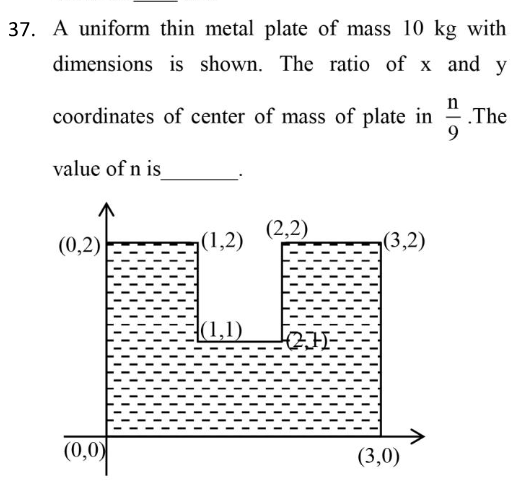 37. A uniform thin metal plate of mass 10 kg with
dimensions is shown. The ratio of x and y
coordinates of center of mass of plate in n/9 .The
value of n is_______.
(0,2) (1,2) (2,2) (3,2)
(1,1) (2,1)
(0,0) (3,0)